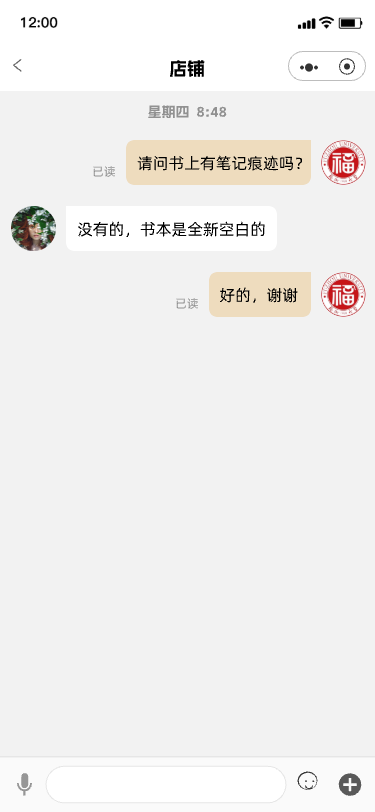 12:00
店铺
星期四 8:48
请问书上有笔记痕迹吗?
已读
没有的，书本是全新空白的
好的，谢谢
已读
福
福